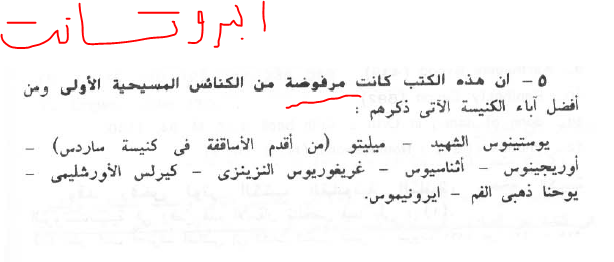 البروتسانت
٥ – ان هذه الكتب كانت مرفوضة من الكنائس المسيحية الأولى ومن
أفضل آباء الكنيسة الآتى ذكرهم :
يوستينوس الشهيد – ميليتو (من أقدم الأساقفة فى كنيسة ساردس) –
أوريجينوس – أثناسيوس – غريغوريوس النزينزى – كيرلس الأورشليمى –
يوحنا ذهبى الفم – ايرونيموس.